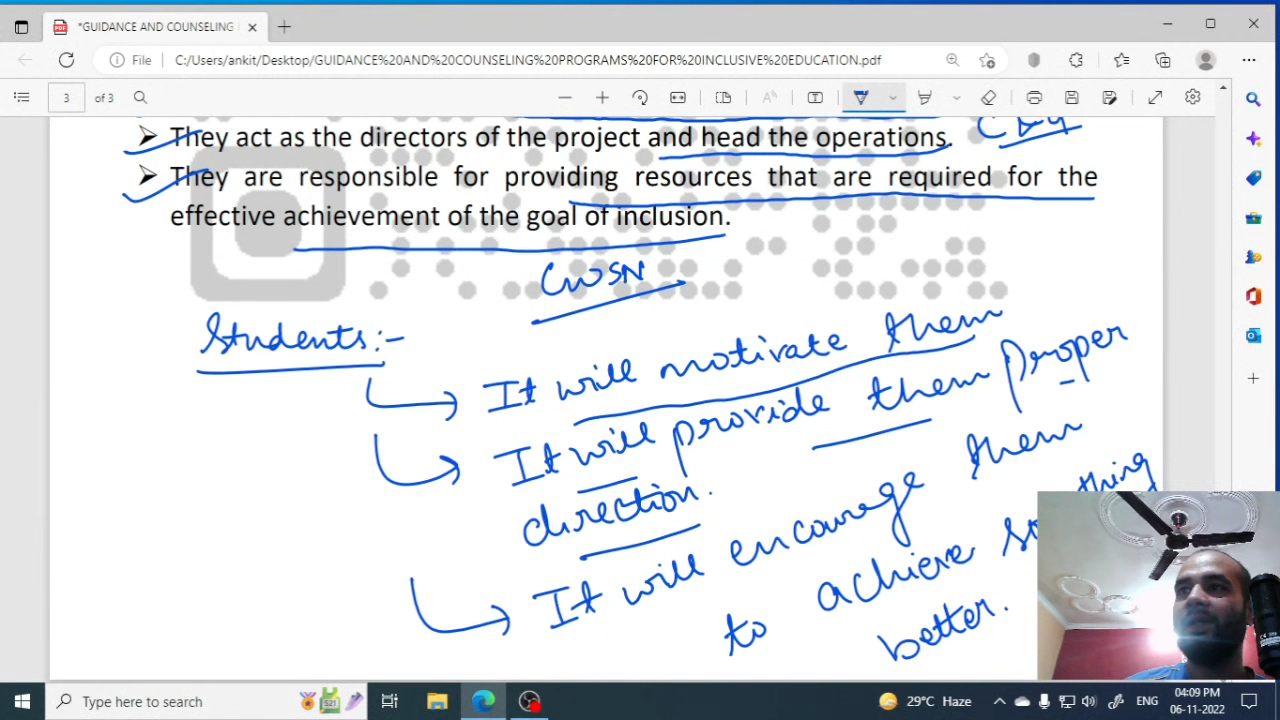 *GUIDANCE AND COUNSELING
File C:/Users/ankit/Desktop/GUIDANCE%20AND%20COUNSELING%20PROGRAMS%20FOR%20INCLUSIVE%20EDUCATION.pdf
3 of 3
They act as the directors of the project and head the operations.
They are responsible for providing resources that are required for the
effective achievement of the goal of inclusion.
CWSN
Students:-
It will motivate them
It will provide them proper
direction.
It will encourage them
to achieve
better.
Type here to search
29°C Haze
ENG
04:09 PM
06-11-2022